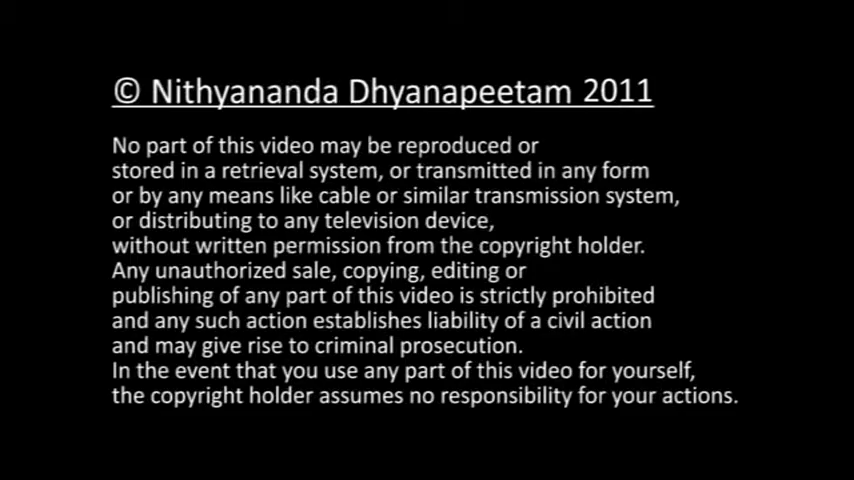 © Nithyananda Dhyanapeetam 2011
No part of this video may be reproduced or
stored in a retrieval system, or transmitted in any form
or by any means like cable or similar transmission system,
or distributing to any television device,
without written permission from the copyright holder.
Any unauthorized sale, copying, editing or
publishing of any part of this video is strictly prohibited
and any such action establishes liability of a civil action
and may give rise to criminal prosecution.
In the event that you use any part of this video for yourself,
the copyright holder assumes no responsibility for your actions.